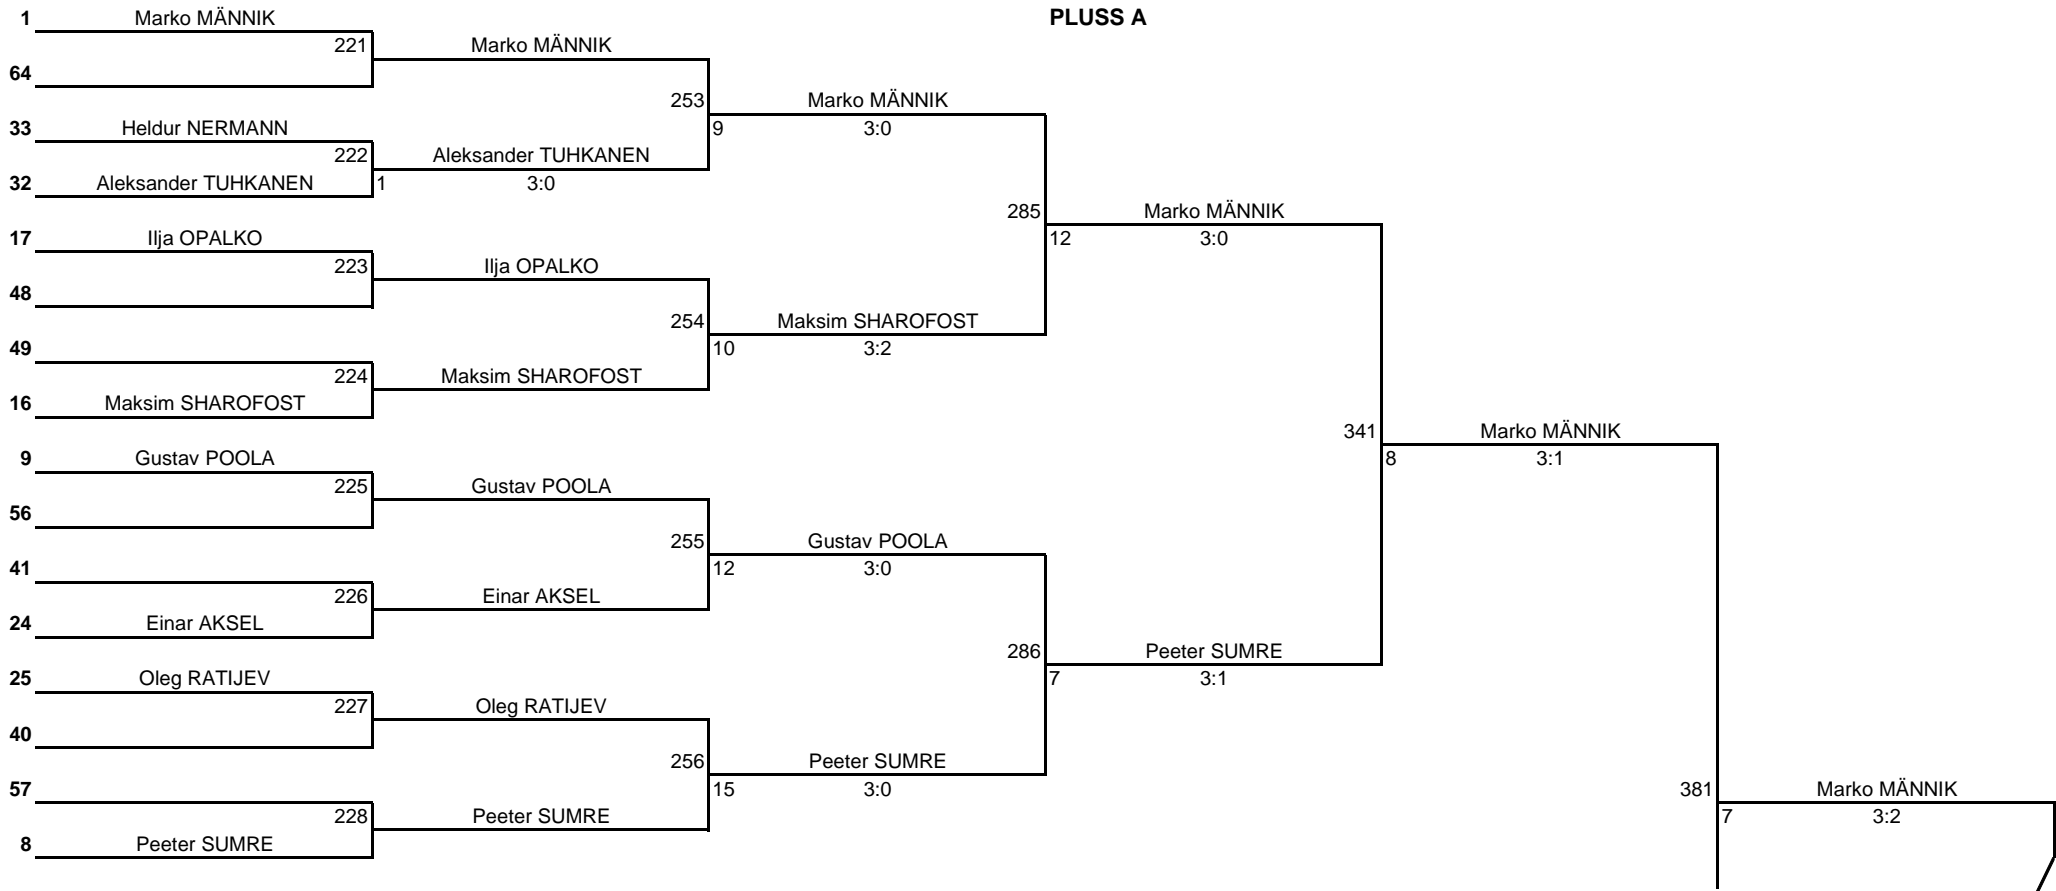 PLUSS A
1 Marko MÄNNIK
221 Marko MÄNNIK
64
253 Marko MÄNNIK
33 Heldur NERMANN
9 3:0
222 Aleksander TUHKANEN
32 Aleksander TUHKANEN
1 3:0
285 Marko MÄNNIK
17 Ilja OPALKO
12 3:0
223 Ilja OPALKO
48
254 Maksim SHAROFOST
49
10 3:2
224 Maksim SHAROFOST
16 Maksim SHAROFOST
341 Marko MÄNNIK
9 Gustav POOLA
8 3:1
225 Gustav POOLA
56
255 Gustav POOLA
41
12 3:0
226 Einar AKSEL
24 Einar AKSEL
286 Peeter SUMRE
25 Oleg RATIJEV
7 3:1
227 Oleg RATIJEV
40
256 Peeter SUMRE
57
15 3:0
381 Marko MÄNNIK
228 Peeter SUMRE
7 3:2
8 Peeter SUMRE